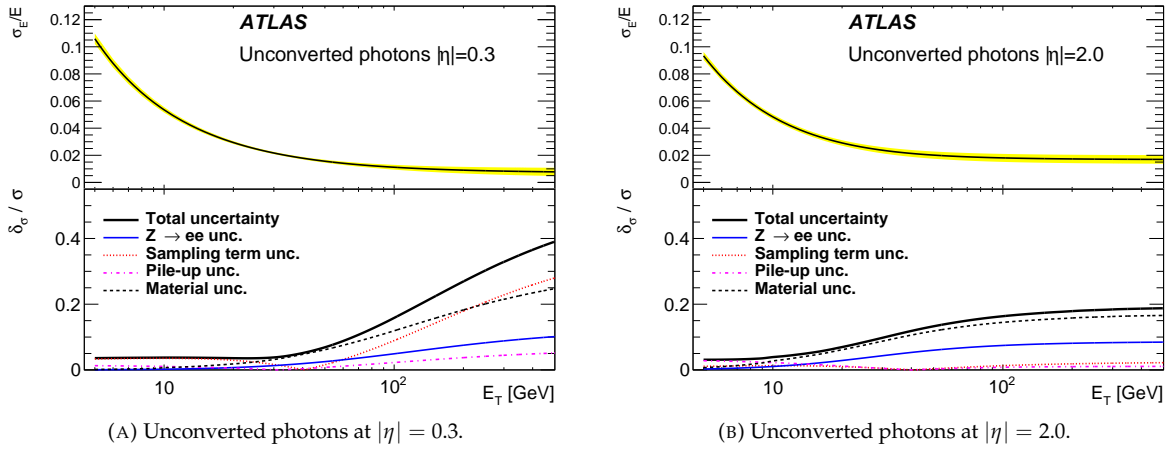 σ_E/E
0.12
0.1
0.08
0.06
0.04
0.02
0
ATLAS
Unconverted photons |η|=0.3
δ_σ / σ
0.4
0.2
0
Total uncertainty
Z → ee unc.
Sampling term unc.
Pile-up unc.
Material unc.
10
10²
E_T [GeV]
(A) Unconverted photons at |η| = 0.3.
σ_E/E
0.12
0.1
0.08
0.06
0.04
0.02
0
ATLAS
Unconverted photons |η|=2.0
δ_σ / σ
0.4
0.2
0
Total uncertainty
Z → ee unc.
Sampling term unc.
Pile-up unc.
Material unc.
10
10²
E_T [GeV]
(B) Unconverted photons at |η| = 2.0.